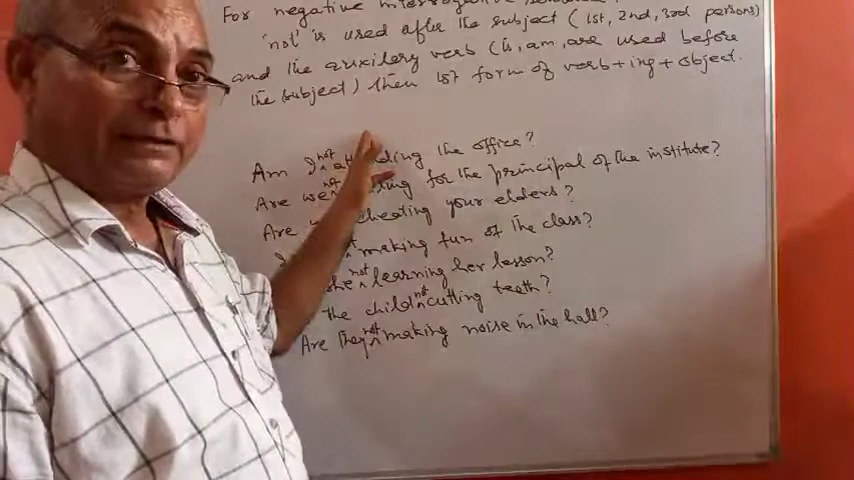 For negative interrogative
'not' is used after the subject (1st, 2nd, 3rd persons)
and the auxilery verb (is, am, are used before
the subject) then 1st form of verb+ing+object.
Am I not attending the office?
Are we not for the principal of the institute?
Are cheating your elders?
making fun of the class?
she not learning her lesson?
the child not cutting teeth?
Are they not making noise in the hall?